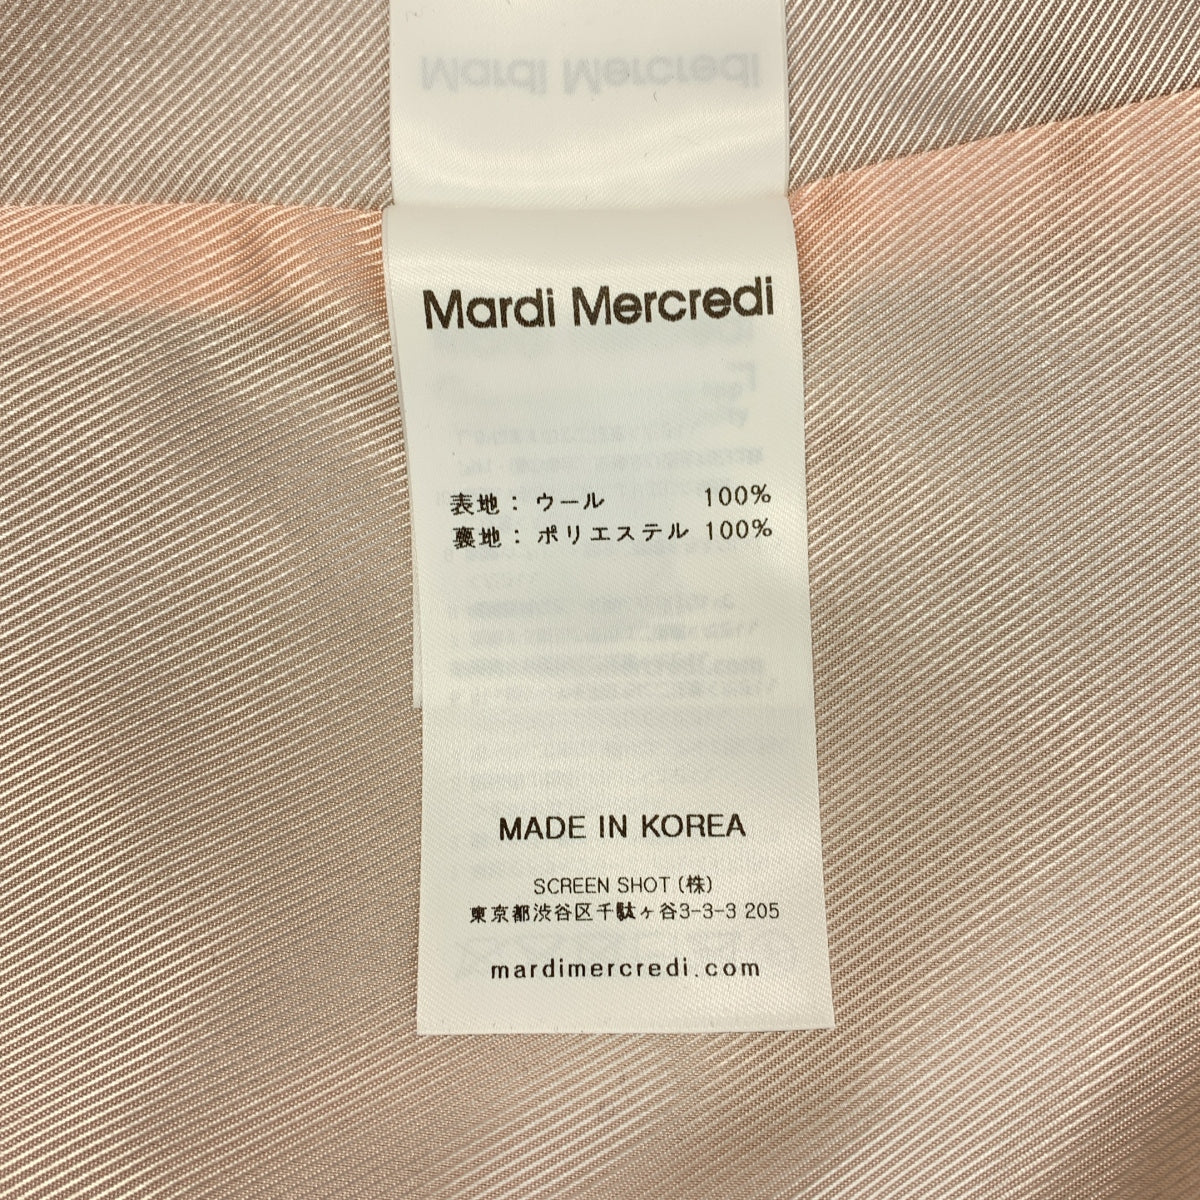 Mardi Mercredi
表地：ウール 100%
裏地：ポリエステル 100%
MADE IN KOREA
SCREEN SHOT (株)
東京都渋谷区千駄ヶ谷3-3-3 205
mardimercredi.com